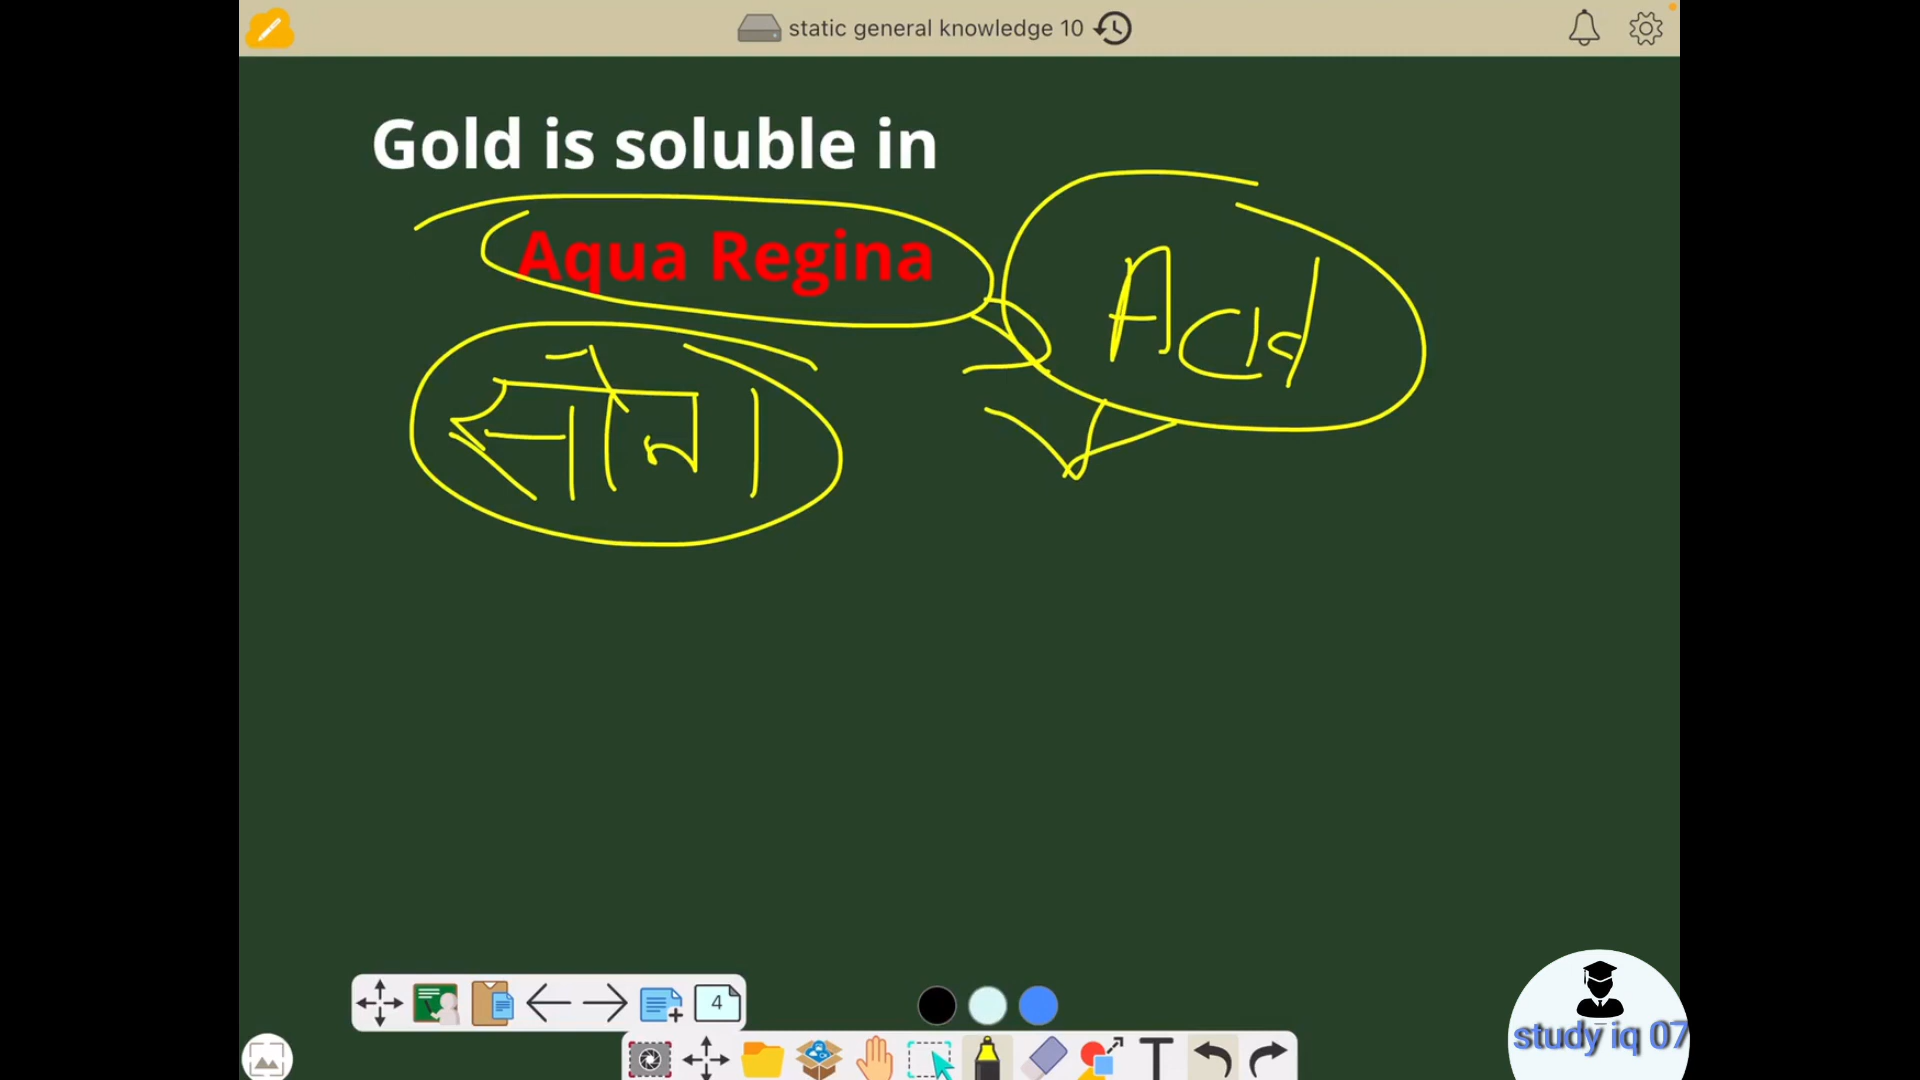 static general knowledge 10
Gold is soluble in
Aqua Regina
Acid
सोना
4
study iq 07